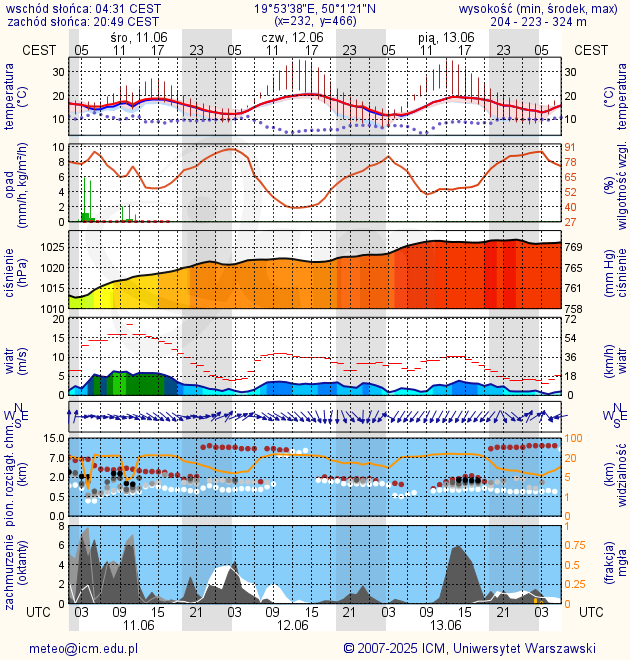 wschód słońca: 04:31 CEST 19°53'38"E, 50°1'21"N wysokość (min, środek, max)
zachód słońca: 20:49 CEST (x=232, y=466) 204 - 223 - 324 m
śro, 11.06 czw, 12.06 pią, 13.06
CEST 05 11 17 23 05 11 17 23 05 11 17 23 05 CEST
temperatura (°C) 30 20 10 30 20 10 (°C) temperatura
opad (mm/h, kg/m²/h) 10 8 6 4 2 0 91 78 65 52 40 27 (%) wilgotność wzgl.
ciśnienie (hPa) 1025 1020 1015 1010 769 765 761 758 (mm Hg) ciśnienie
wiatr (m/s) 20 15 10 5 0 72 54 36 18 0 (km/h) wiatr
N W E S N W E S
pion. rozciągł. chm. (km) 15.0 7.0 2.0 0.5 0.0 100 20 5 1 0 (km) widzialność
zachmurzenie (oktanty) 8 6 4 2 0 1 0.75 0.5 0.25 0 (frakcja) mgła
UTC 03 09 15 21 03 09 15 21 03 09 15 21 03 UTC
11.06 12.06 13.06
meteo@icm.edu.pl © 2007-2025 ICM, Uniwersytet Warszawski